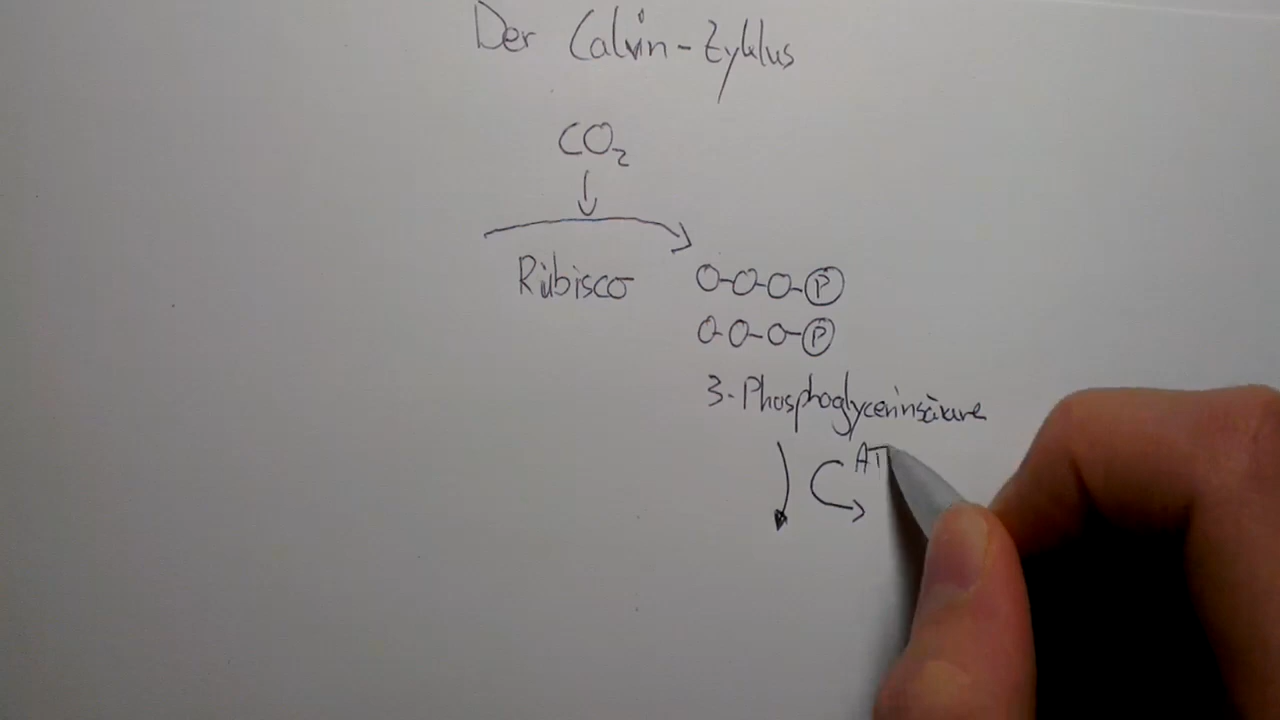 Der Calvin-Zyklus
CO₂
Rubisco
O-O-O-P
O-O-O-P
3-Phosphoglycerinsäure
AT